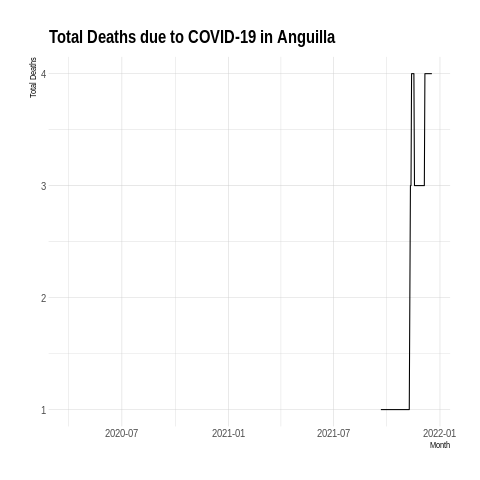 Total Deaths due to COVID-19 in Anguilla
Total Deaths
4
3
2
1
2020-07 2021-01 2021-07 2022-01
Month